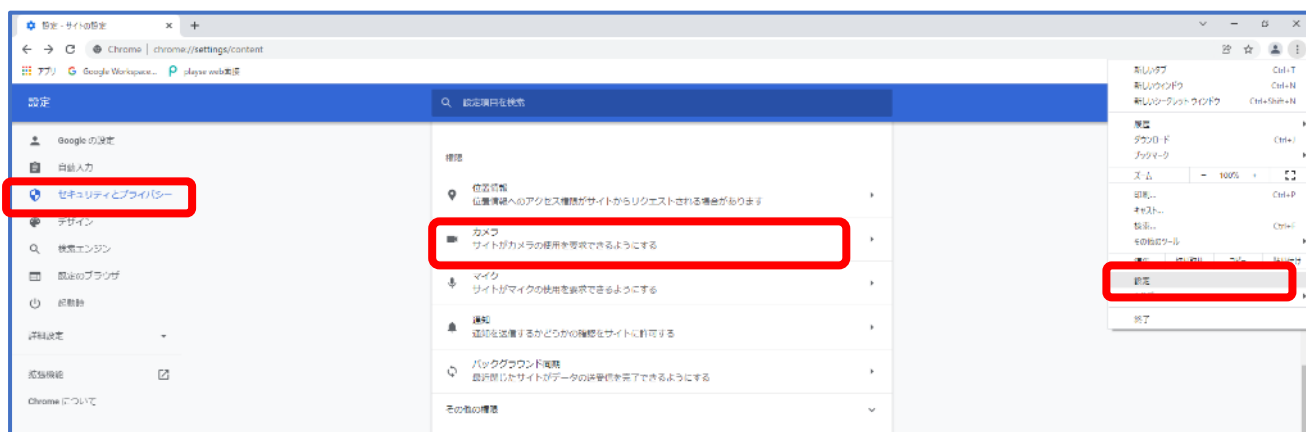 設定 - サイトの設定
Chrome | chrome://settings/content
アプリ Google Workspace... playse web面接
設定
設定項目を検索
Google の設定
自動入力
セキュリティとプライバシー
デザイン
検索エンジン
既定のブラウザ
起動時
詳細設定
拡張機能
Chrome について
権限
位置情報
位置情報へのアクセス権限がサイトからリクエストされる場合があります
カメラ
サイトがカメラの使用を要求できるようにする
マイク
サイトがマイクの使用を要求できるようにする
通知
通知を送信するかどうかの確認をサイトに許可する
バックグラウンド同期
最近閉じたサイトがデータの送受信を完了できるようにする
その他の権限
新しいタブ Ctrl+T
新しいウィンドウ Ctrl+N
新しいシークレット ウィンドウ Ctrl+Shift+N
履歴
ダウンロード Ctrl+J
ブックマーク
ズーム - 100% +
印刷... Ctrl+P
キャスト...
検索... Ctrl+F
その他のツール
設定
終了